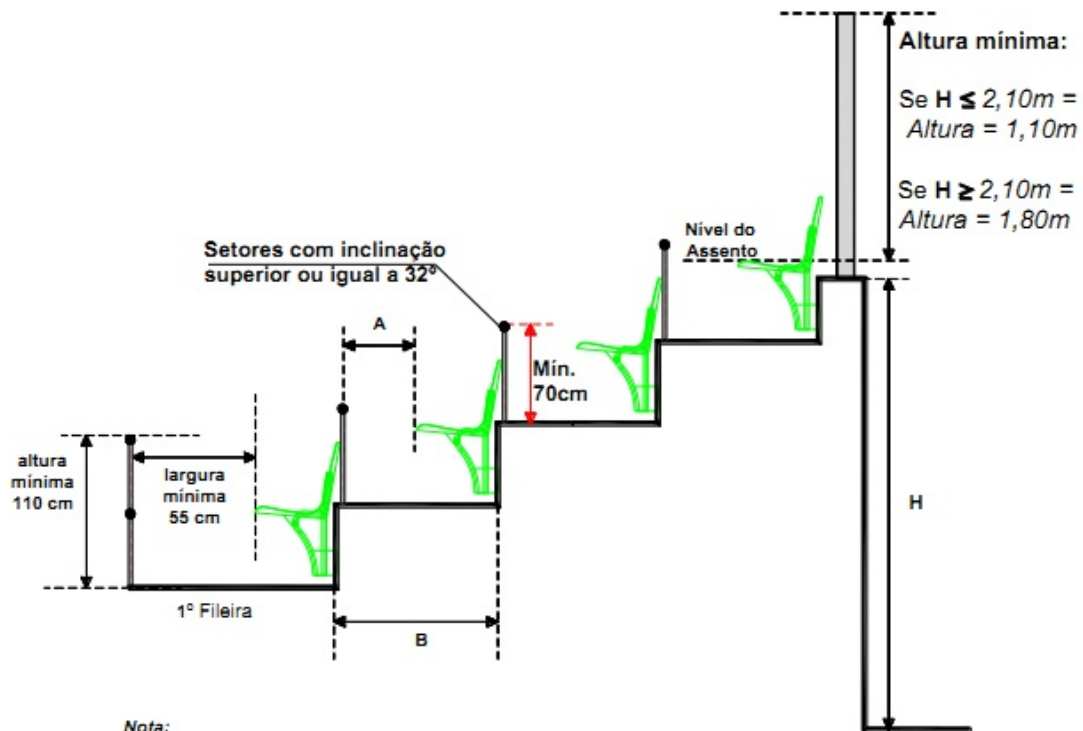 Altura mínima:
Se H ≤ 2,10m =
Altura = 1,10m
Se H ≥ 2,10m =
Altura = 1,80m
Nível do
Assento
Setores com inclinação
superior ou igual a 32º
A
Mín.
70cm
altura
mínima
110 cm
largura
mínima
55 cm
H
1º Fileira
B
Nota: